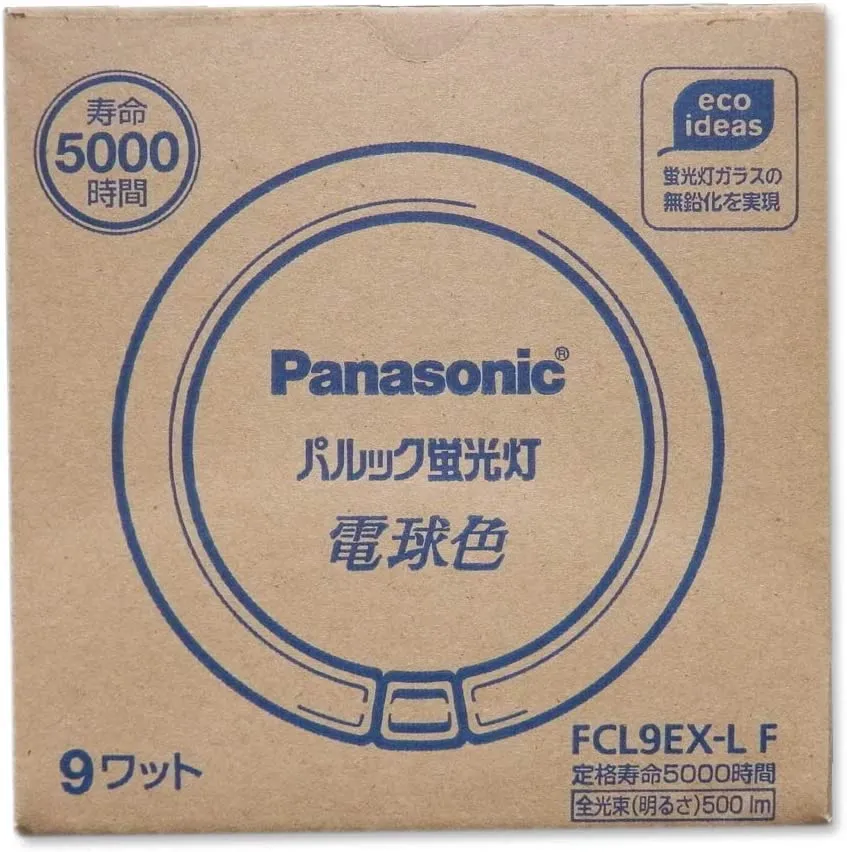 寿命
5000
時間
eco
ideas
蛍光灯ガラスの
無鉛化を実現
Panasonic®
パルック蛍光灯
電球色
9ワット
FCL9EX-L F
定格寿命5000時間
全光束(明るさ)500 lm